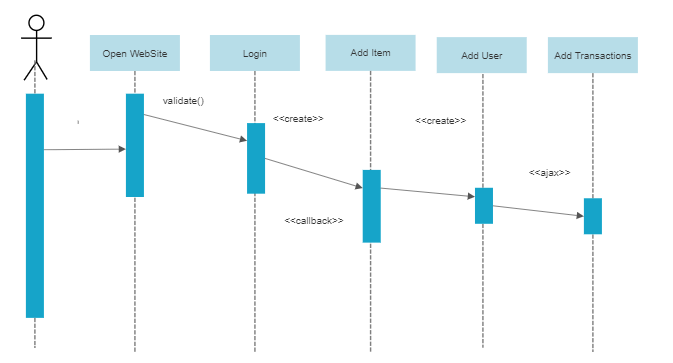 Open WebSite
Login
Add Item
Add User
Add Transactions
validate()
<<create>>
<<create>>
<<ajax>>
<<callback>>